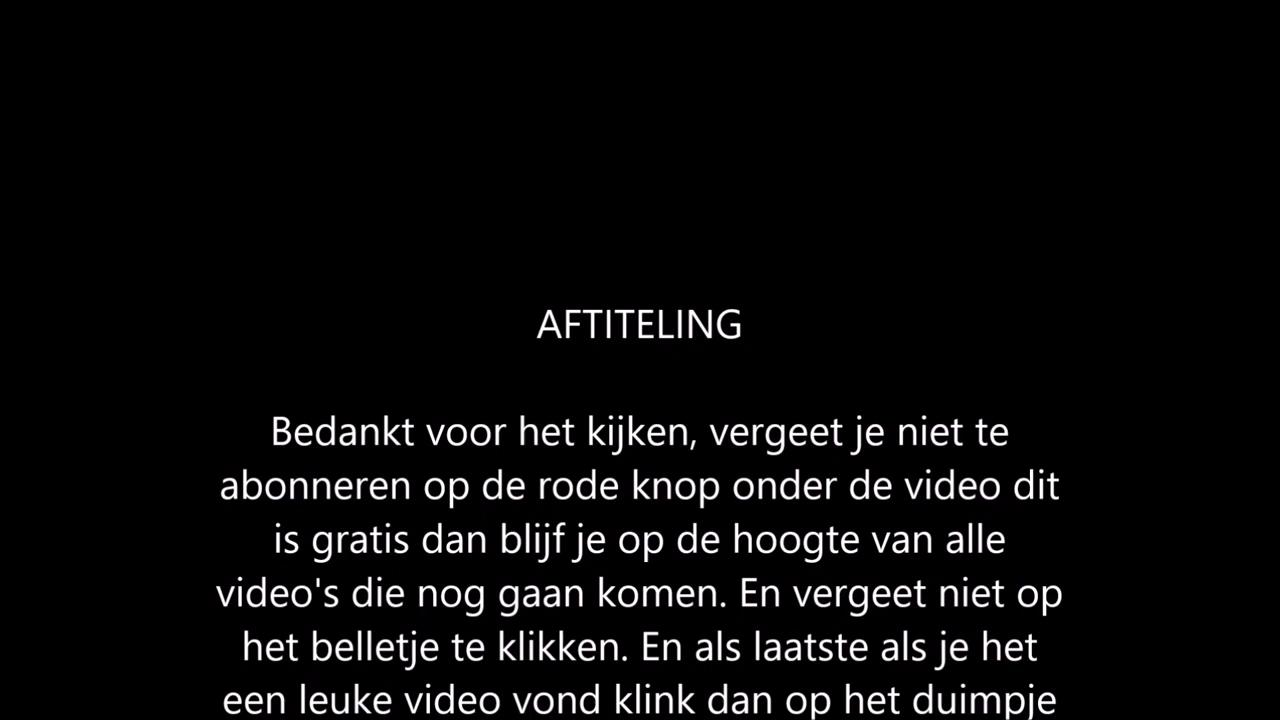 AFTITELING
Bedankt voor het kijken, vergeet je niet te
abonneren op de rode knop onder de video dit
is gratis dan blijf je op de hoogte van alle
video's die nog gaan komen. En vergeet niet op
het belletje te klikken. En als laatste als je het
een leuke video vond klink dan op het duimpje